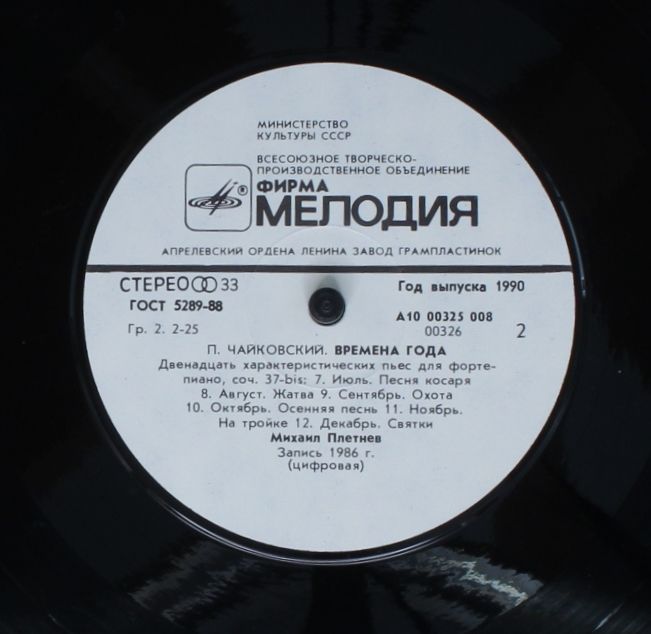 МИНИСТЕРСТВО
КУЛЬТУРЫ СССР
ВСЕСОЮЗНОЕ ТВОРЧЕСКО-
ПРОИЗВОДСТВЕННОЕ ОБЪЕДИНЕНИЕ
®
ФИРМА
МЕЛОДИЯ
АПРЕЛЕВСКИЙ ОРДЕНА ЛЕНИНА ЗАВОД ГРАМПЛАСТИНОК
СТЕРЕО 33
Год выпуска 1990
ГОСТ 5289-88
А10 00325 008
Гр. 2. 2-25
00326
2
П. ЧАЙКОВСКИЙ. ВРЕМЕНА ГОДА
Двенадцать характеристических пьес для форте-
пиано, соч. 37-bis: 7. Июль. Песня косаря
8. Август. Жатва 9. Сентябрь. Охота
10. Октябрь. Осенняя песнь 11. Ноябрь.
На тройке 12. Декабрь. Святки
Михаил Плетнев
Запись 1986 г.
(цифровая)